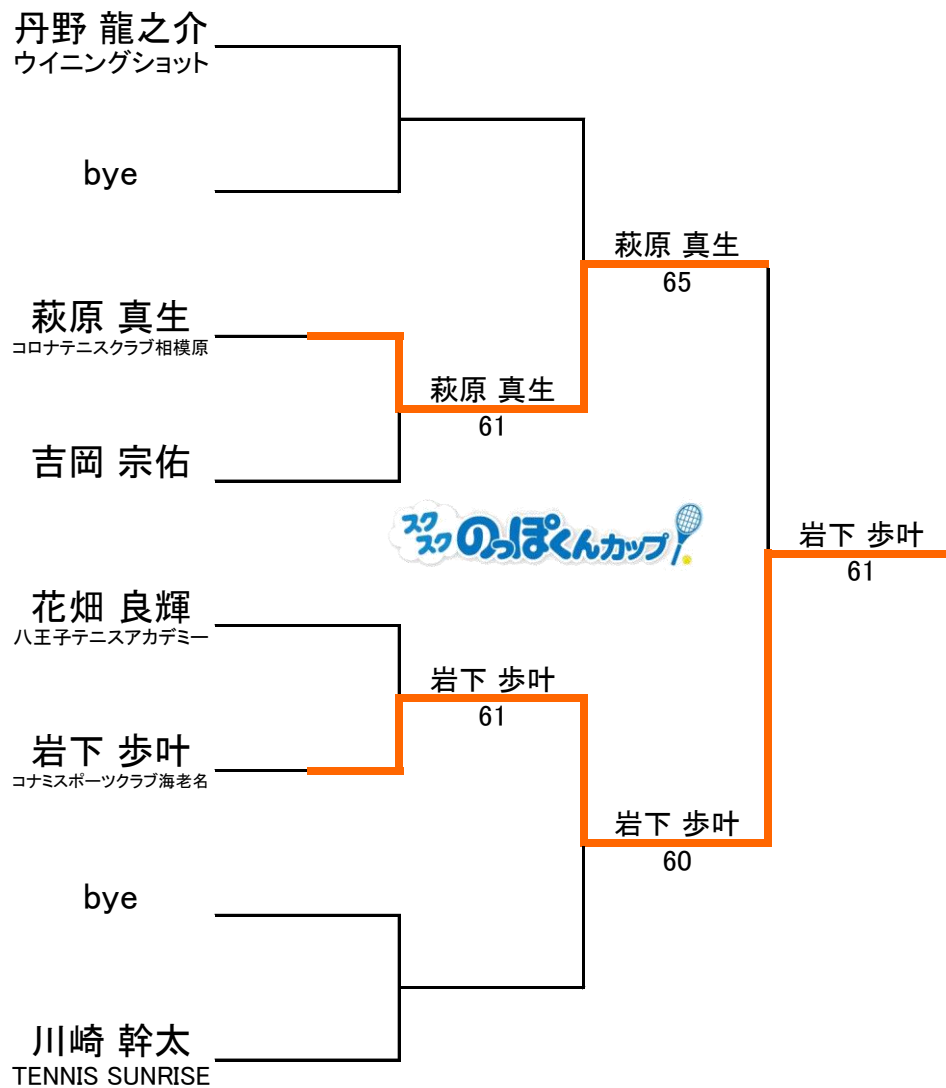 丹野 龍之介
ウイニングショット
bye
萩原 真生
65
萩原 真生
コロナテニスクラブ相模原
萩原 真生
61
吉岡 宗佑
スクスク のっぽくんカップ
岩下 歩叶
61
花畑 良輝
八王子テニスアカデミー
岩下 歩叶
61
岩下 歩叶
コナミスポーツクラブ海老名
岩下 歩叶
60
bye
川崎 幹太
TENNIS SUNRISE